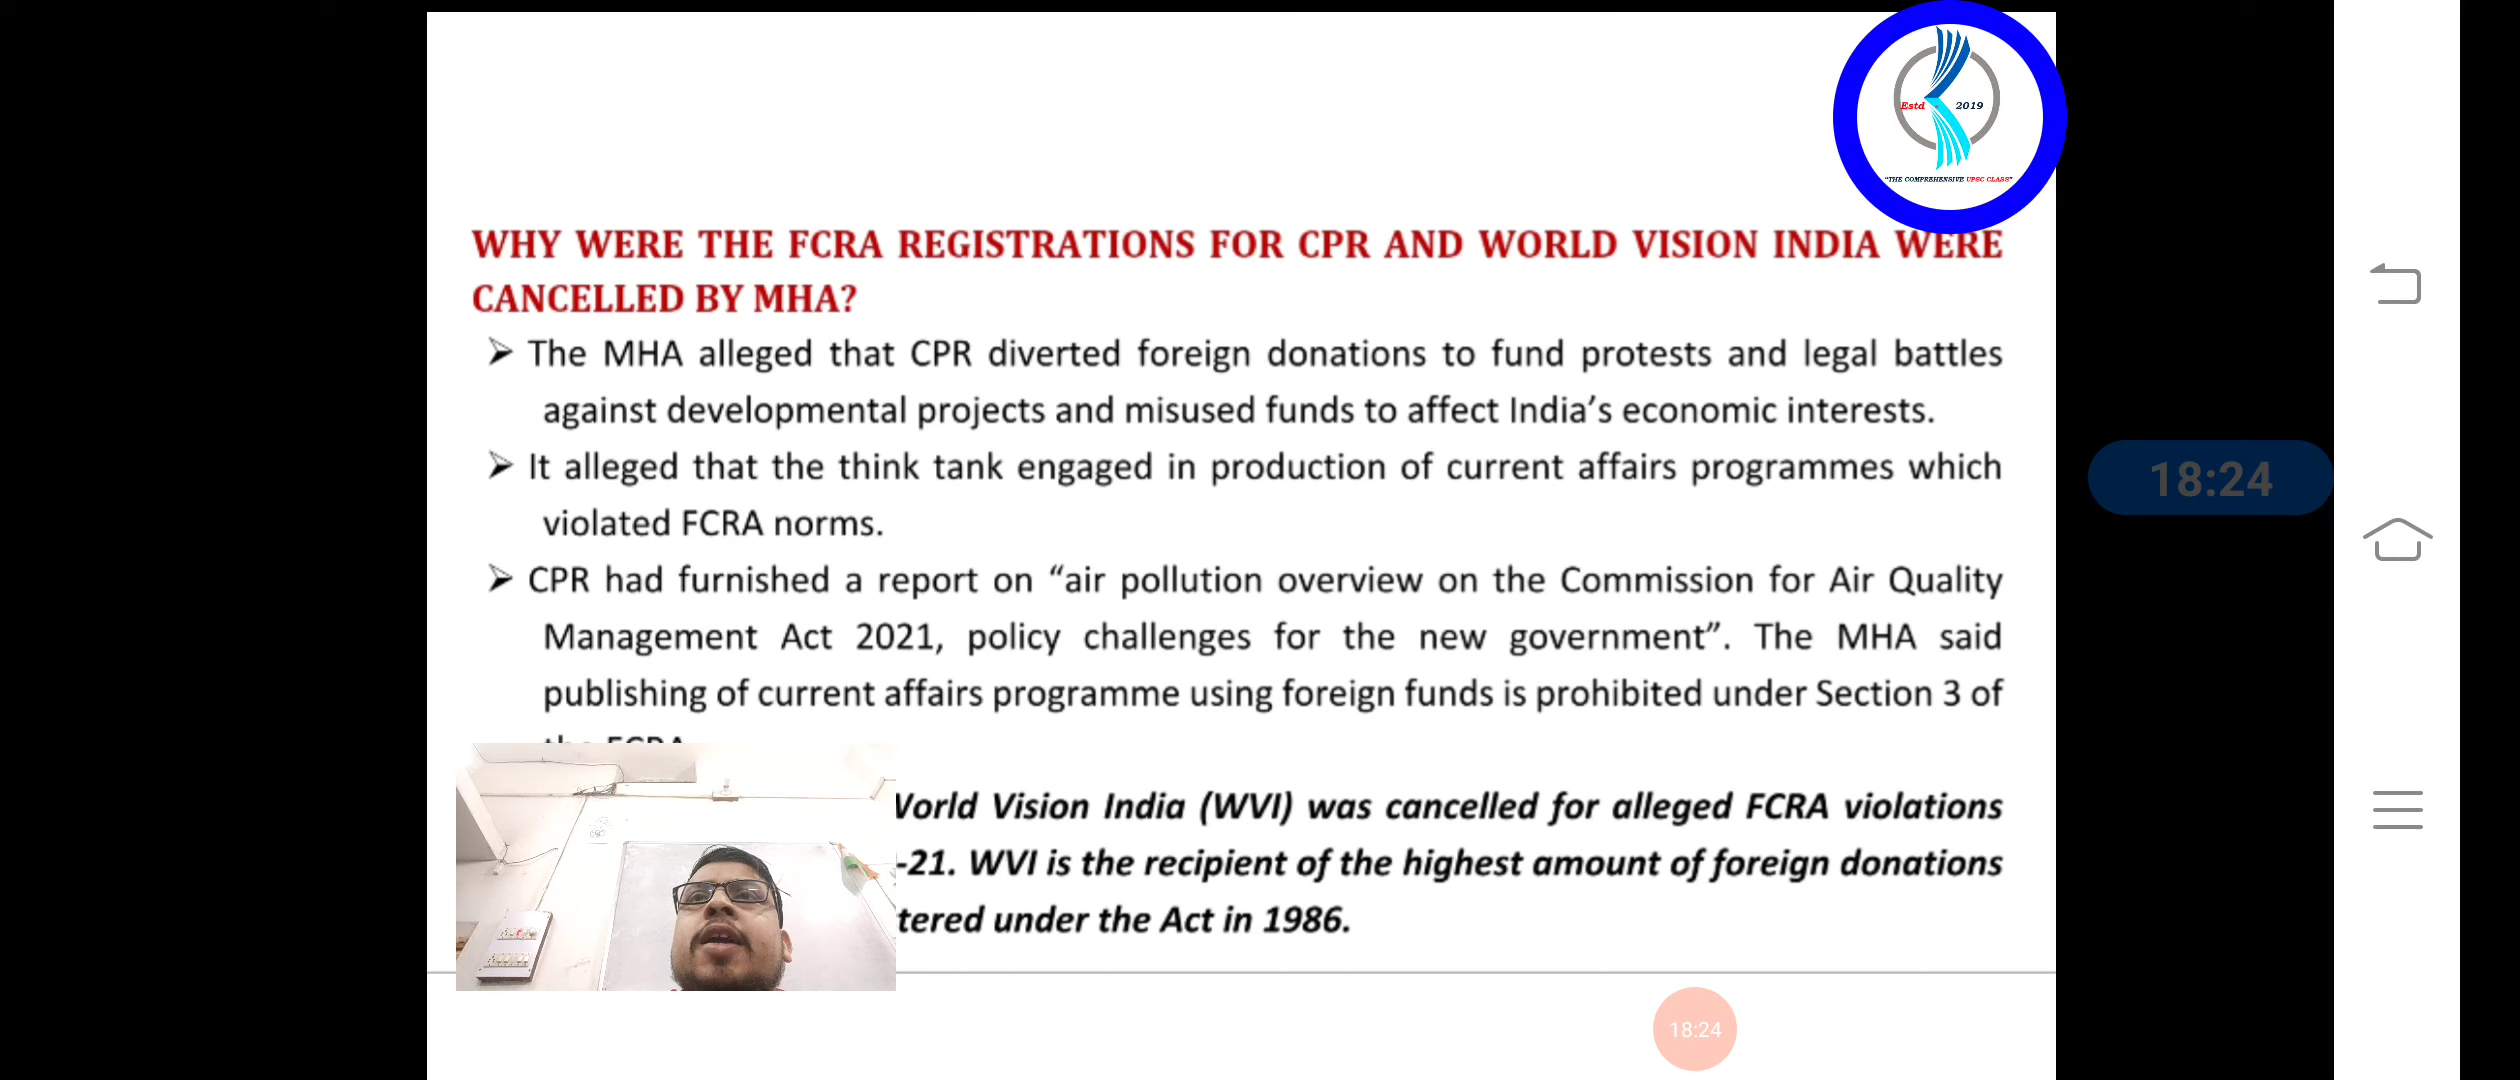 Estd - 2019
"THE COMPREHENSIVE UPSC CLASS"
WHY WERE THE FCRA REGISTRATIONS FOR CPR AND WORLD VISION INDIA WERE
CANCELLED BY MHA?
➢ The MHA alleged that CPR diverted foreign donations to fund protests and legal battles
against developmental projects and misused funds to affect India's economic interests.
➢ It alleged that the think tank engaged in production of current affairs programmes which
violated FCRA norms.
➢ CPR had furnished a report on "air pollution overview on the Commission for Air Quality
Management Act 2021, policy challenges for the new government". The MHA said
publishing of current affairs programme using foreign funds is prohibited under Section 3 of
the FCRA
World Vision India (WVI) was cancelled for alleged FCRA violations
-21. WVI is the recipient of the highest amount of foreign donations
tered under the Act in 1986.
18:24
18:24